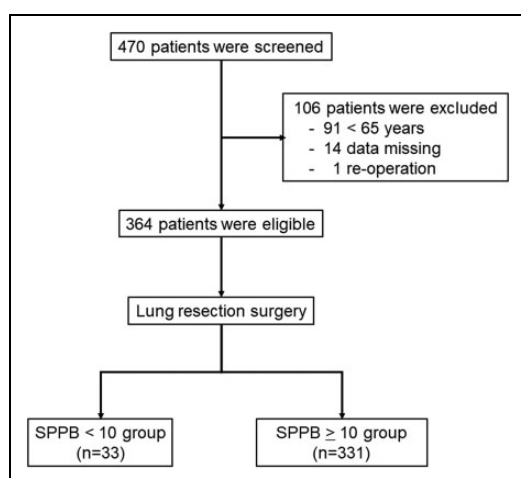 470 patients were screened
106 patients were excluded
- 91 < 65 years
- 14 data missing
- 1 re-operation
364 patients were eligible
Lung resection surgery
SPPB < 10 group
(n=33)
SPPB ≥ 10 group
(n=331)